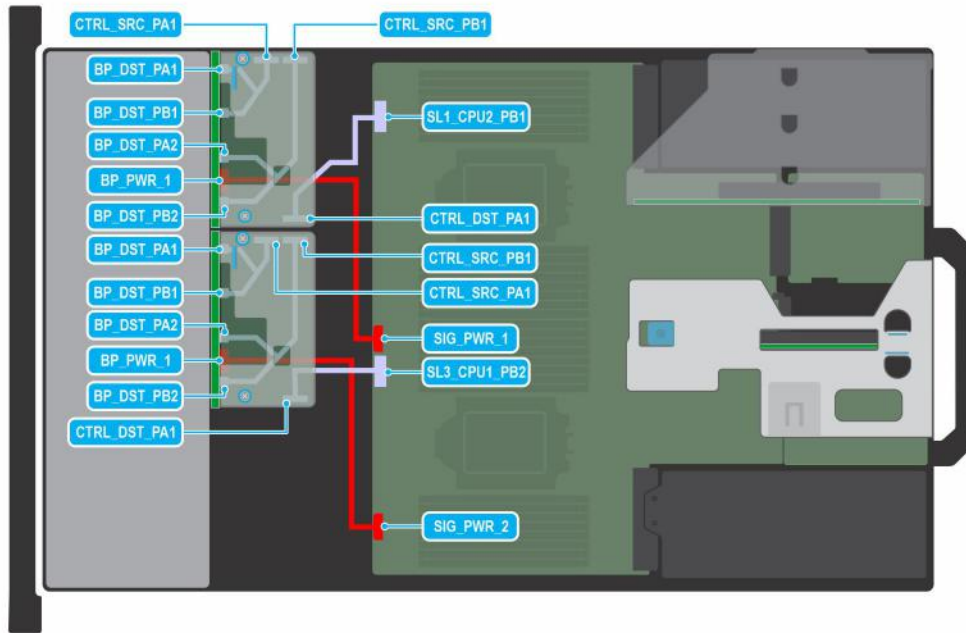 CTRL_SRC_PA1
CTRL_SRC_PB1
BP_DST_PA1
BP_DST_PB1
SL1_CPU2_PB1
BP_DST_PA2
BP_PWR_1
BP_DST_PB2
CTRL_DST_PA1
BP_DST_PA1
CTRL_SRC_PB1
BP_DST_PB1
CTRL_SRC_PA1
BP_DST_PA2
SIG_PWR_1
BP_PWR_1
SL3_CPU1_PB2
BP_DST_PB2
CTRL_DST_PA1
SIG_PWR_2